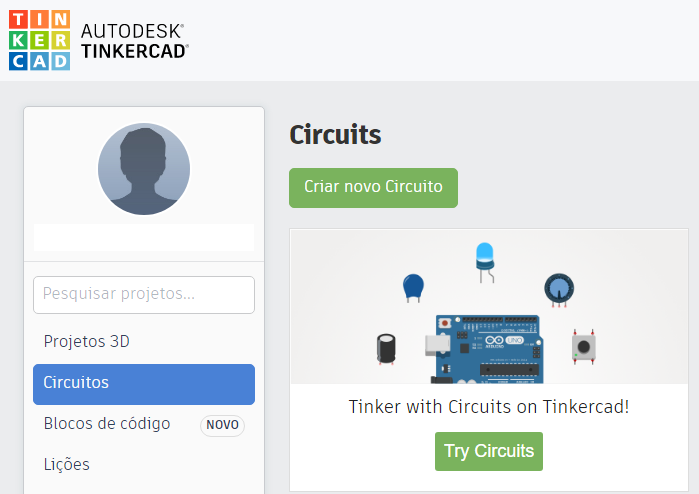 TIN
KER
CAD
AUTODESK®
TINKERCAD®
Pesquisar projetos...
Projetos 3D
Circuitos
Blocos de código NOVO
Lições
Circuits
Criar novo Circuito
UNO
Tinker with Circuits on Tinkercad!
Try Circuits